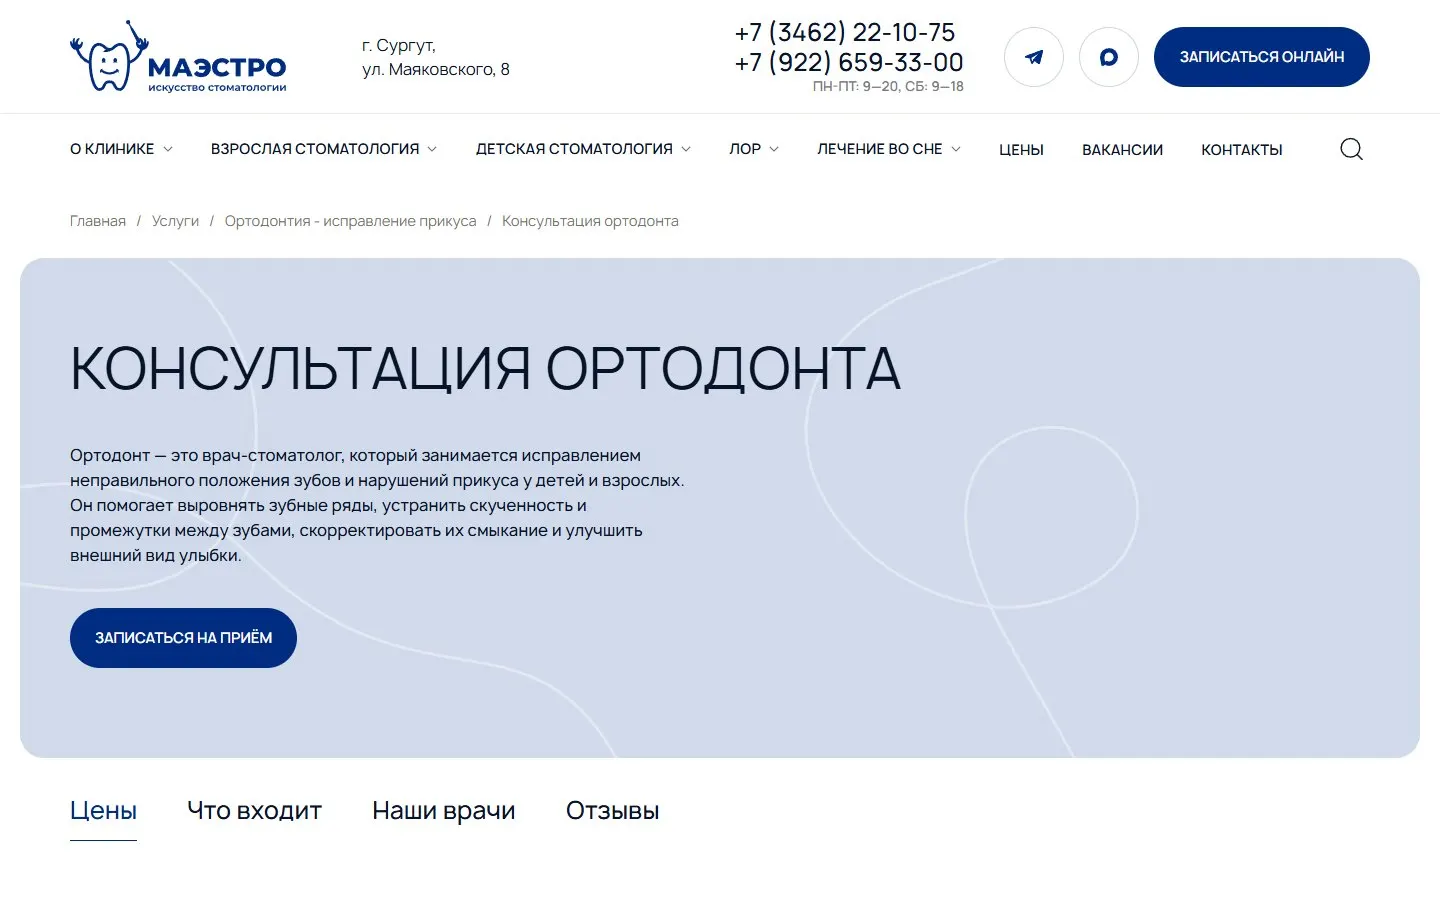 МАЭСТРО
искусство стоматологии
г. Сургут,
ул. Маяковского, 8
+7 (3462) 22-10-75
+7 (922) 659-33-00
ПН-ПТ: 9—20, СБ: 9—18
ЗАПИСАТЬСЯ ОНЛАЙН
О КЛИНИКЕ ВЗРОСЛАЯ СТОМАТОЛОГИЯ ДЕТСКАЯ СТОМАТОЛОГИЯ ЛОР ЛЕЧЕНИЕ ВО СНЕ ЦЕНЫ ВАКАНСИИ КОНТАКТЫ
Главная / Услуги / Ортодонтия - исправление прикуса / Консультация ортодонта
КОНСУЛЬТАЦИЯ ОРТОДОНТА
Ортодонт — это врач-стоматолог, который занимается исправлением
неправильного положения зубов и нарушений прикуса у детей и взрослых.
Он помогает выровнять зубные ряды, устранить скученность и
промежутки между зубами, скорректировать их смыкание и улучшить
внешний вид улыбки.
ЗАПИСАТЬСЯ НА ПРИЁМ
Цены Что входит Наши врачи Отзывы